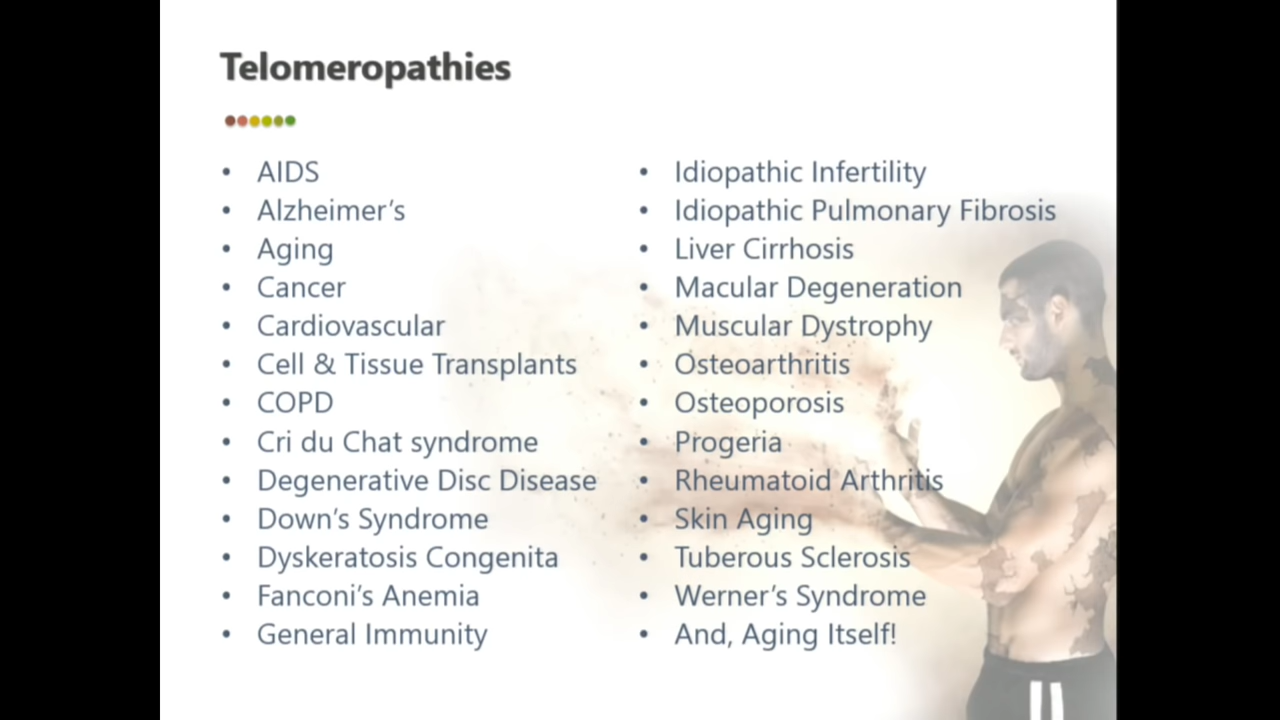 Telomeropathies
• AIDS
• Alzheimer’s
• Aging
• Cancer
• Cardiovascular
• Cell & Tissue Transplants
• COPD
• Cri du Chat syndrome
• Degenerative Disc Disease
• Down’s Syndrome
• Dyskeratosis Congenita
• Fanconi’s Anemia
• General Immunity
• Idiopathic Infertility
• Idiopathic Pulmonary Fibrosis
• Liver Cirrhosis
• Macular Degeneration
• Muscular Dystrophy
• Osteoarthritis
• Osteoporosis
• Progeria
• Rheumatoid Arthritis
• Skin Aging
• Tuberous Sclerosis
• Werner’s Syndrome
• And, Aging Itself!